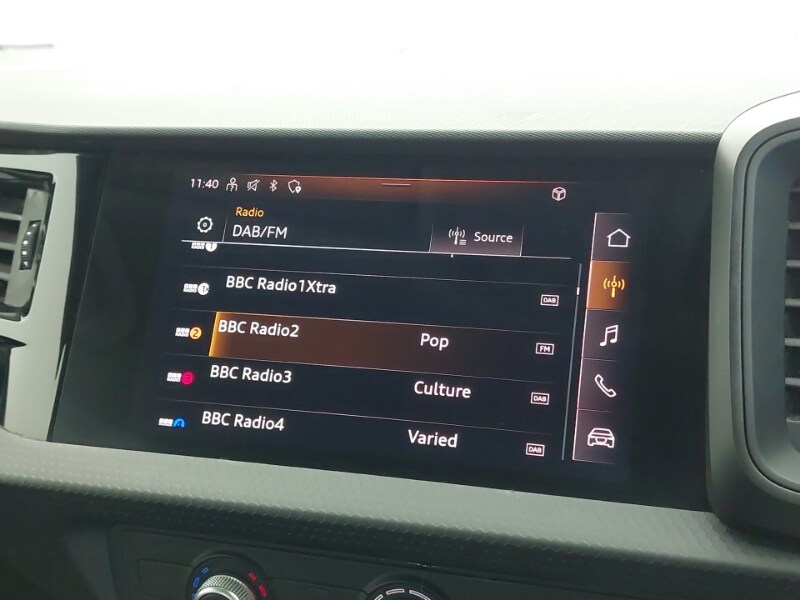 11:40
Radio
DAB/FM
Source
BBC Radio1Xtra
DAB
BBC Radio2 Pop
FM
BBC Radio3 Culture
DAB
BBC Radio4 Varied
DAB